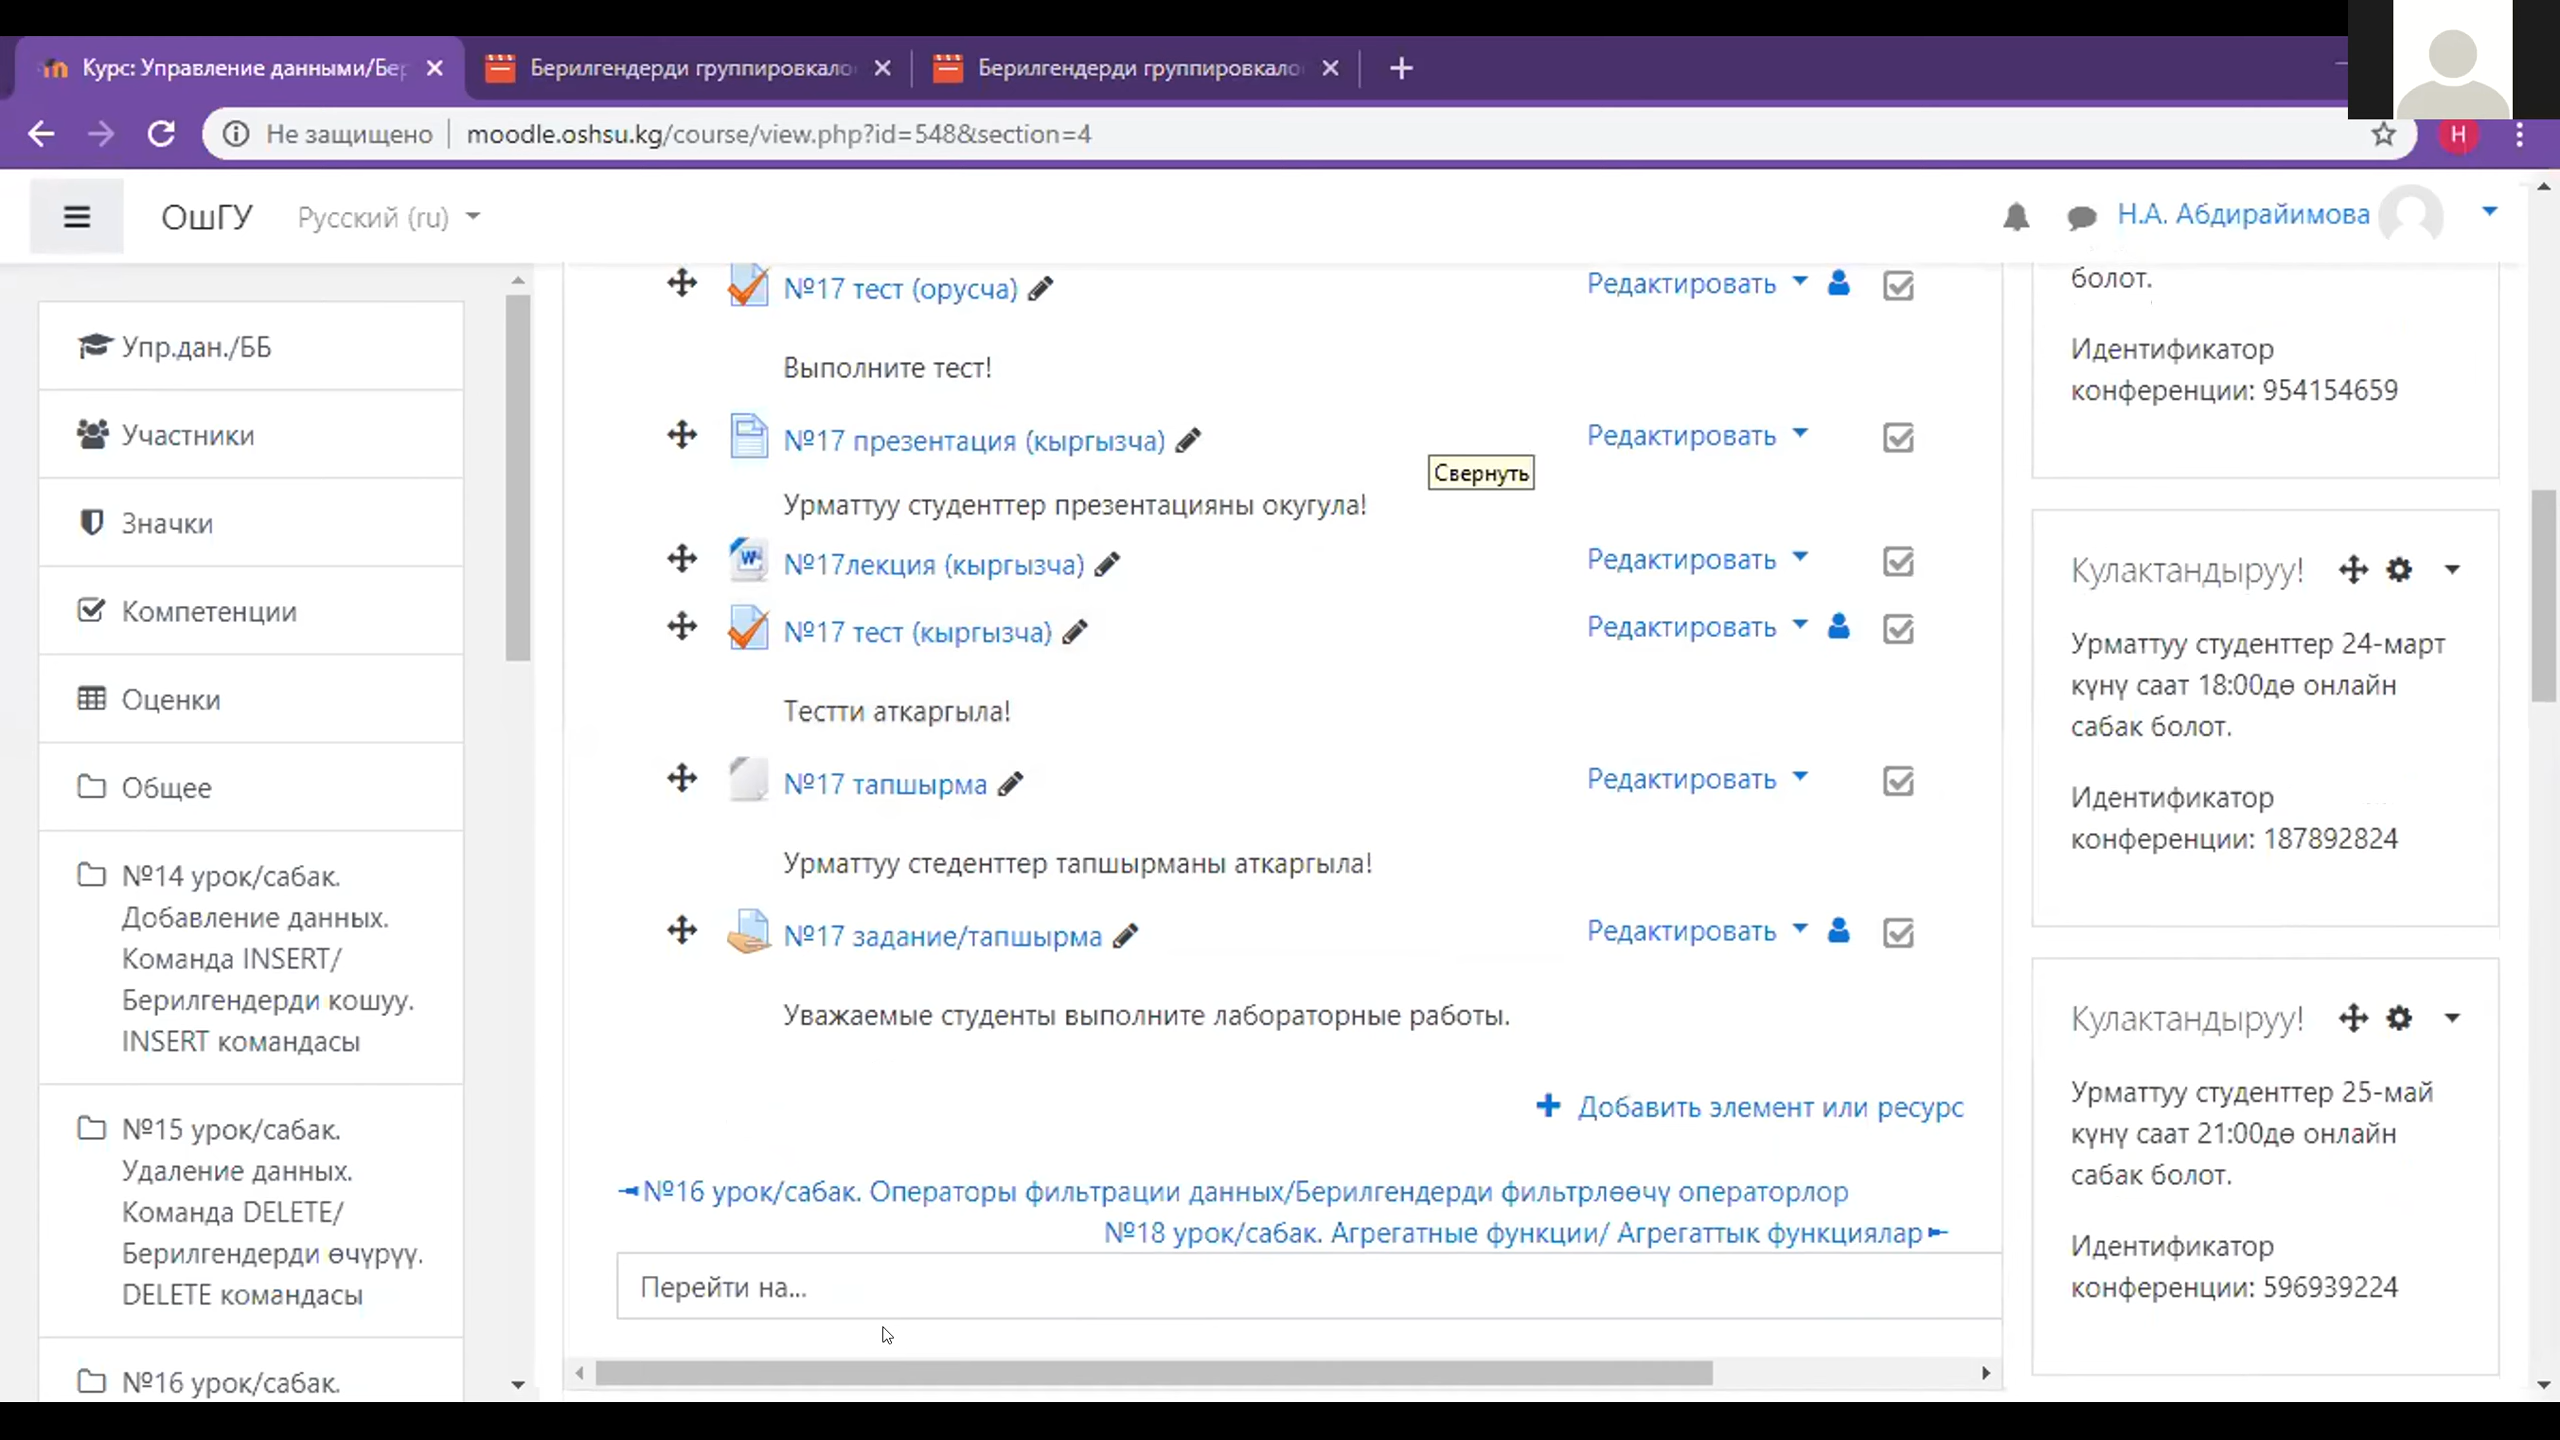 Курс: Управление данными/Бер
Берилгендерди группировкало
Берилгендерди группировкало
Не защищено
moodle.oshsu.kg/course/view.php?id=548&section=4
H
ОшГУ
Русский (ru)
Н.А. Абдирайимова
Упр.дан./ББ
Участники
Значки
Компетенции
Оценки
Общее
№14 урок/сабак.
Добавление данных.
Команда INSERT/
Берилгендерди кошуу.
INSERT командасы
№15 урок/сабак.
Удаление данных.
Команда DELETE/
Берилгендерди өчүрүү.
DELETE командасы
№16 урок/сабак.
№17 тест (орусча)
Редактировать
Выполните тест!
№17 презентация (кыргызча)
Редактировать
Свернуть
Урматтуу студенттер презентацияны окугула!
№17лекция (кыргызча)
Редактировать
№17 тест (кыргызча)
Редактировать
Тестти аткаргыла!
№17 тапшырма
Редактировать
Урматтуу стеденттер тапшырманы аткаргыла!
№17 задание/тапшырма
Редактировать
Уважаемые студенты выполните лабораторные работы.
Добавить элемент или ресурс
№16 урок/сабак. Операторы фильтрации данных/Берилгендерди фильтрлөөчү операторлор
№18 урок/сабак. Агрегатные функции/ Агрегаттык функциялар
Перейти на...
болот.
Идентификатор
конференции: 954154659
Кулактандыруу!
Урматтуу студенттер 24-март
күнү саат 18:00дө онлайн
сабак болот.
Идентификатор
конференции: 187892824
Кулактандыруу!
Урматтуу студенттер 25-май
күнү саат 21:00дө онлайн
сабак болот.
Идентификатор
конференции: 596939224